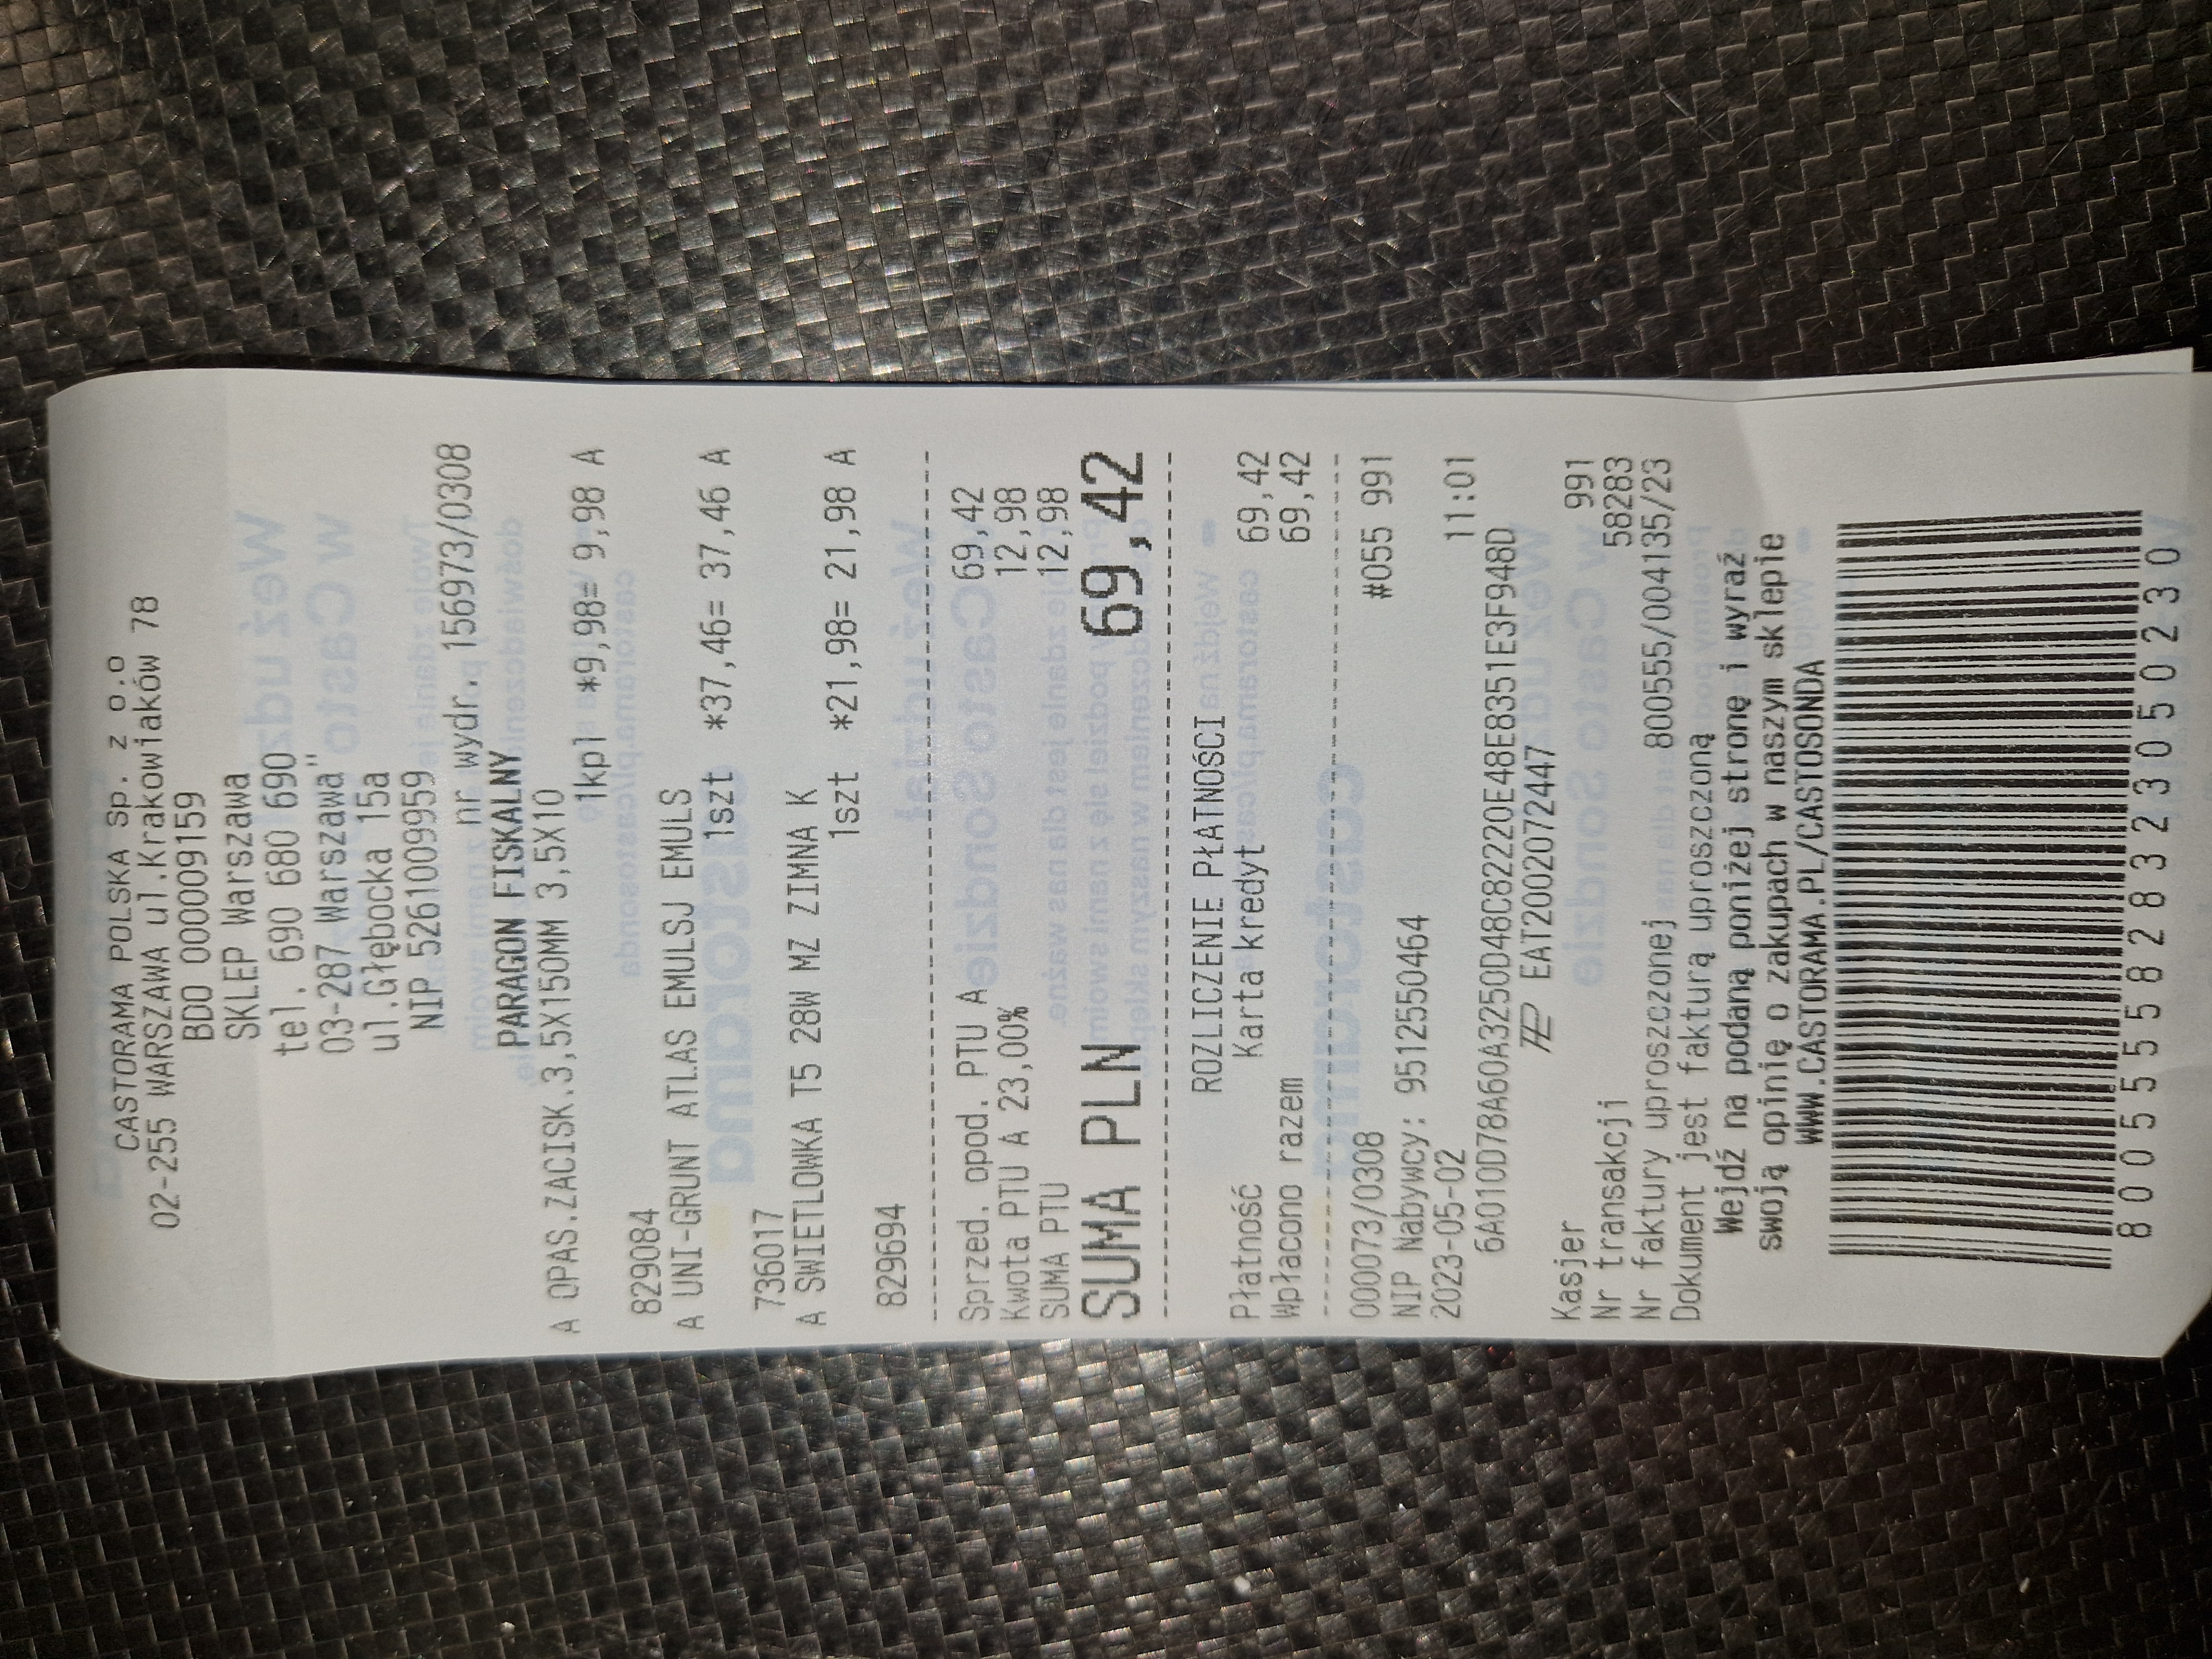 CASTORAMA POLSKA Sp. z o.o
02-255 WARSZAWA ul.Krakowiaków 78
BDO 000009159
SKLEP Warszawa
tel. 690 680 690
03-287 Warszawa"
ul.Głębocka 15a
NIP 5261009959
nr wydr. 156973/0308
PARAGON FISKALNY
A OPAS.ZACISK.3,5X150MM 3,5X10
1kpl *9,98= 9,98 A
829084
A UNI-GRUNT ATLAS EMULSJ EMULS
1szt *37,46= 37,46 A
736017
A SWIETLOWKA T5 28W MZ ZIMNA K
1szt *21,98= 21,98 A
829694
Sprzed. opod. PTU A 69,42
Kwota PTU A 23,00% 12,98
SUMA PTU 12,98
SUMA PLN 69,42
ROZLICZENIE PŁATNOŚCI
Płatność Karta kredyt 69,42
Wpłacono razem 69,42
000073/0308 #055 991
NIP Nabywcy: 9512550464
2023-05-02 11:01
6A010D78A60A3250D48C82220E48E8351E3F948D
EAT2002072447
Kasjer 991
Nr transakcji 58283
Nr faktury uproszczonej 800555/004135/23
Dokument jest fakturą uproszczoną
Wejdź na podaną poniżej stronę i wyraź
swoją opinię o zakupach w naszym sklepie
WWW.CASTORAMA.PL/CASTOSONDA
8005555828323050230